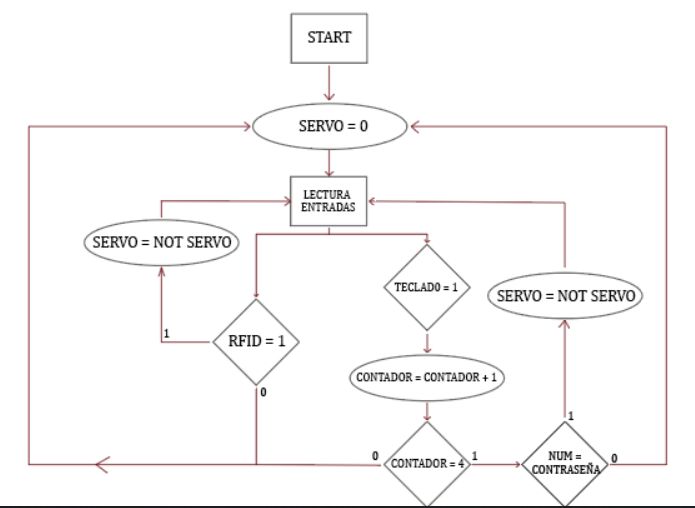 START
SERVO = 0
LECTURA
ENTRADAS
SERVO = NOT SERVO
TECLAD0 = 1
SERVO = NOT SERVO
1
RFID = 1
CONTADOR = CONTADOR + 1
0
1
0
CONTADOR = 4
1
NUM =
CONTRASEÑA
0